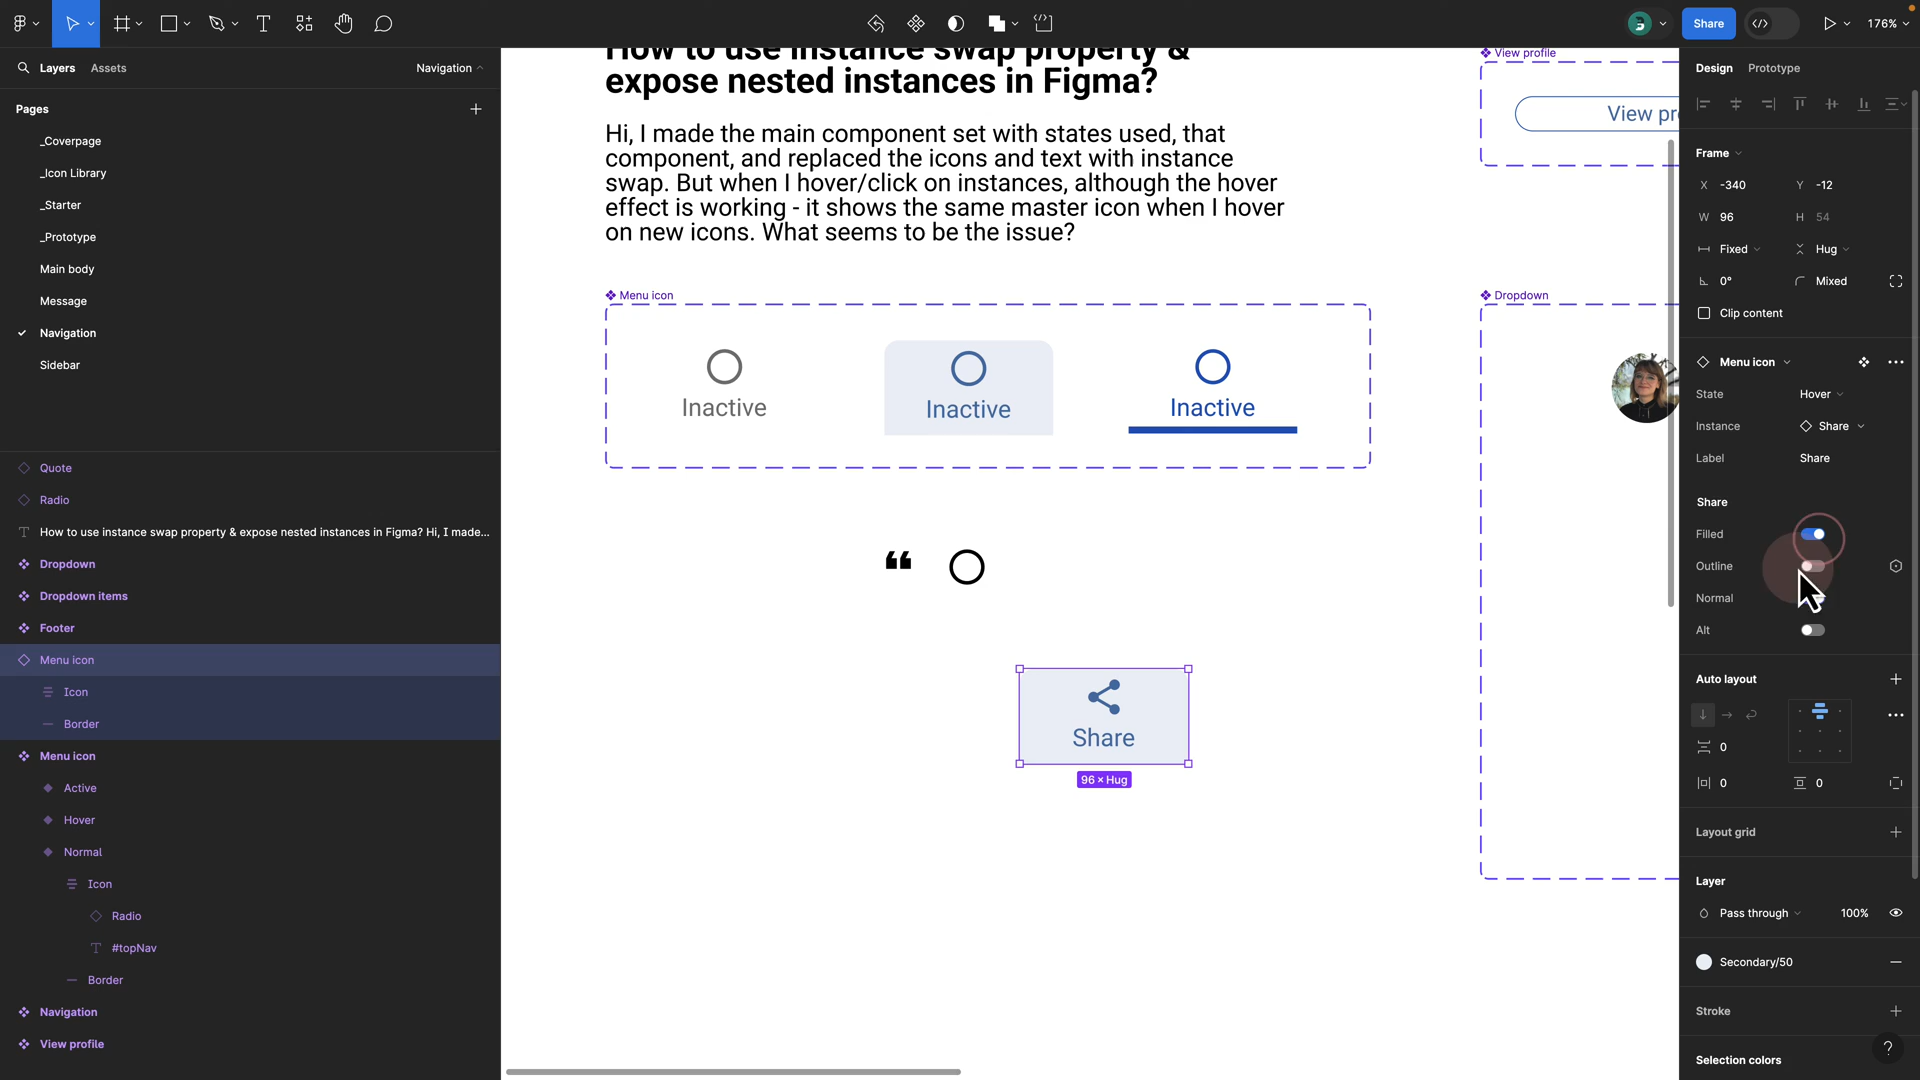 Share
176%
Layers
Assets
Navigation
Pages
_Coverpage
_Icon Library
_Starter
_Prototype
Main body
Message
Navigation
Sidebar
Quote
Radio
How to use instance swap property & expose nested instances in Figma? Hi, I made...
Dropdown
Dropdown items
Footer
Menu icon
Icon
Border
Menu icon
Active
Hover
Normal
Icon
Radio
#topNav
Border
Navigation
View profile
How to use instance swap property &
expose nested instances in Figma?
Hi, I made the main component set with states used, that
component, and replaced the icons and text with instance
swap. But when I hover/click on instances, although the hover
effect is working - it shows the same master icon when I hover
on new icons. What seems to be the issue?
Menu icon
Inactive
Inactive
Inactive
Share
96 × Hug
View profile
View pr
Dropdown
Design
Prototype
Frame
X -340
Y -12
W 96
H 54
Fixed
Hug
0°
Mixed
Clip content
Menu icon
State
Hover
Instance
Share
Label
Share
Share
Filled
Outline
Normal
Alt
Auto layout
0
0
0
Layout grid
Layer
Pass through
100%
Secondary/50
Stroke
Selection colors
?